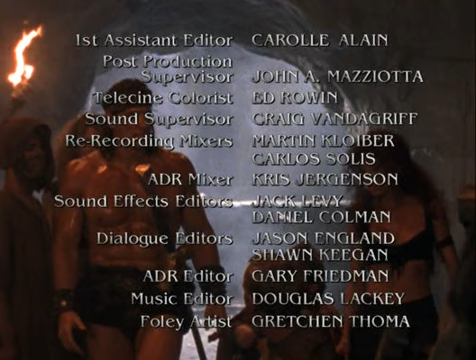 1st Assistant Editor CAROLLE ALAIN
Post Production
Supervisor JOHN A. MAZZIOTTA
Telecine Colorist ED ROWIN
Sound Supervisor CRAIG VANDAGRIFF
Re-Recording Mixers MARTIN KLOIBER
CARLOS SOLIS
ADR Mixer KRIS JERGENSON
Sound Effects Editors JACK LEVY
DANIEL COLMAN
Dialogue Editors JASON ENGLAND
SHAWN KEEGAN
ADR Editor GARY FRIEDMAN
Music Editor DOUGLAS LACKEY
Foley Artist GRETCHEN THOMA